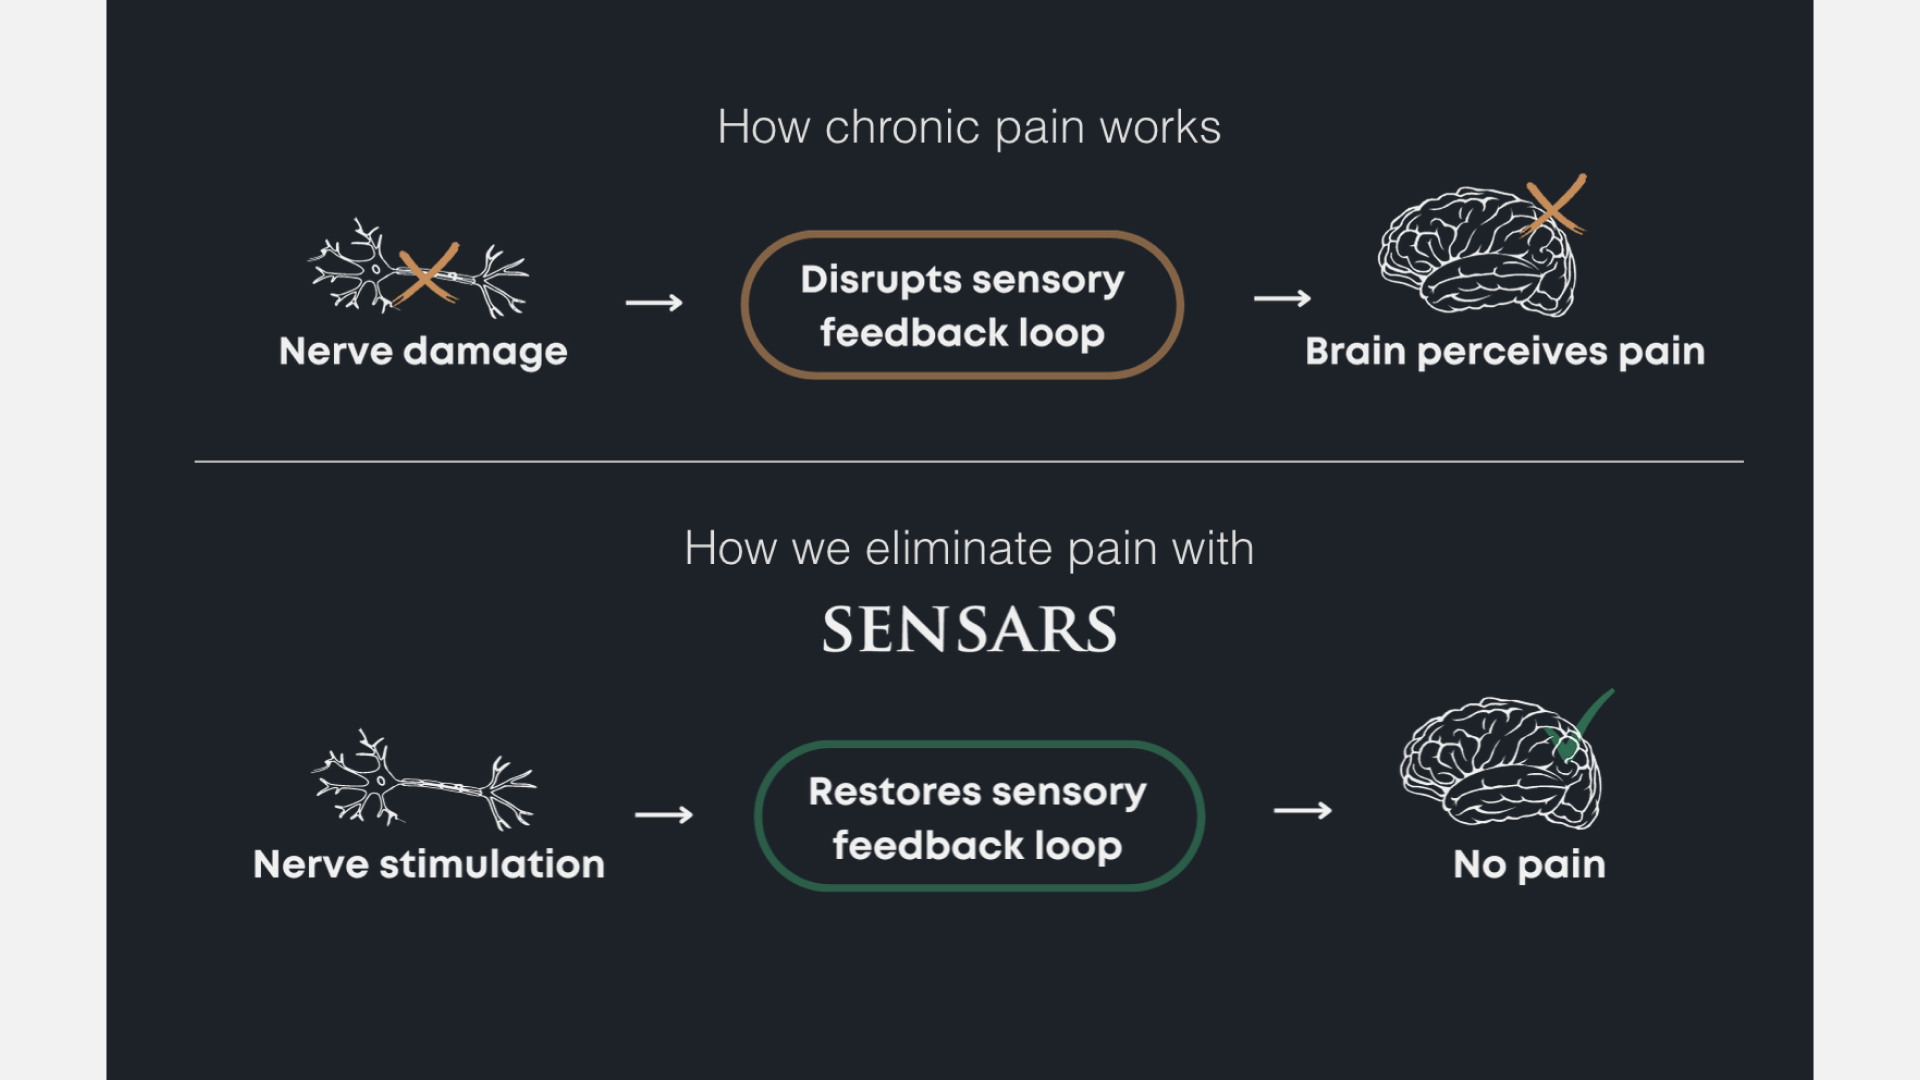 How chronic pain works
Nerve damage
Disrupts sensory
feedback loop
Brain perceives pain
How we eliminate pain with
SENSARS
Nerve stimulation
Restores sensory
feedback loop
No pain